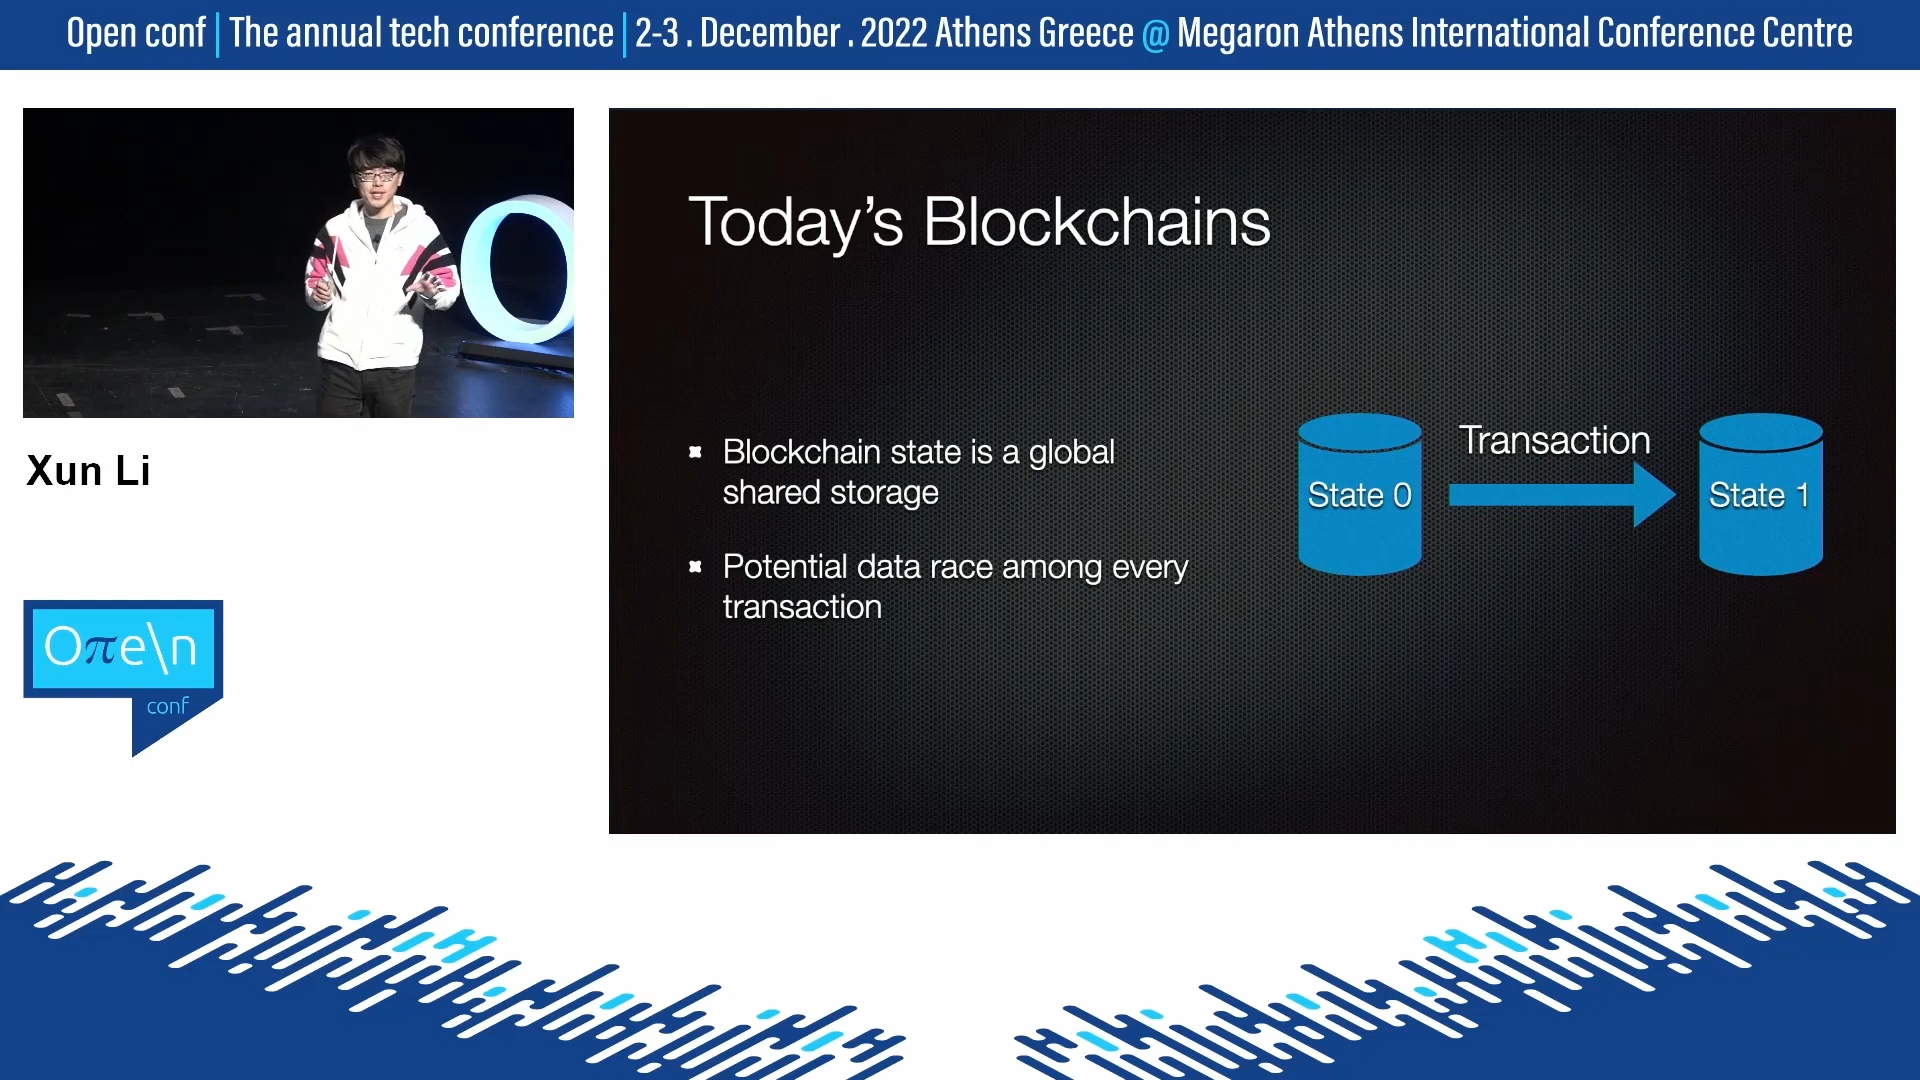 Open conf | The annual tech conference | 2-3 . December . 2022 Athens Greece @ Megaron Athens International Conference Centre
Today's Blockchains
Blockchain state is a global
shared storage
Potential data race among every
transaction
State 0
Transaction
State 1
Xun Li
Oπe\n
conf